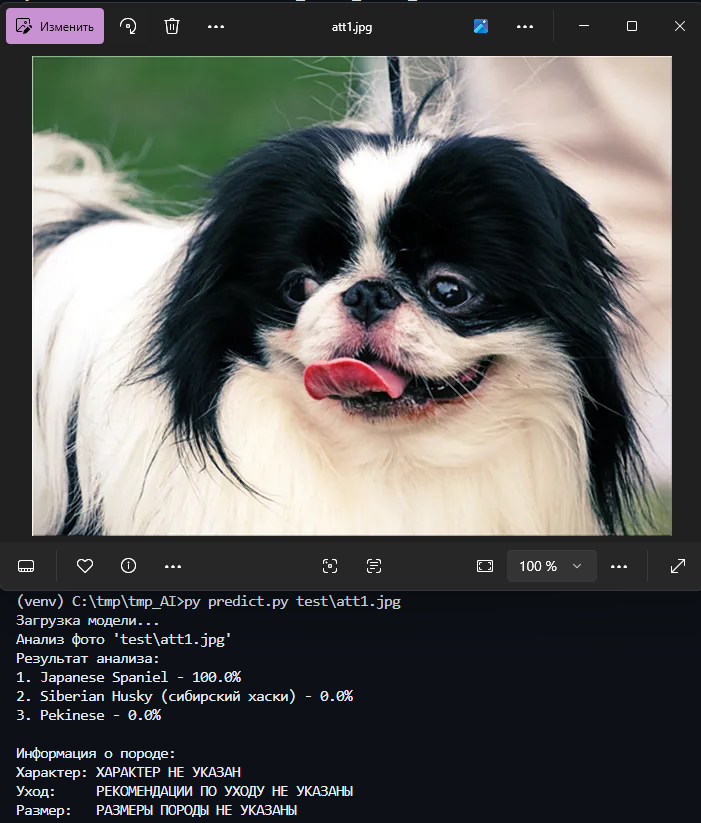 Изменить
att1.jpg
100 %
(venv) C:\tmp\tmp_AI>py predict.py test\att1.jpg
Загрузка модели...
Анализ фото 'test\att1.jpg'
Результат анализа:
1. Japanese Spaniel - 100.0%
2. Siberian Husky (сибирский хаски) - 0.0%
3. Pekinese - 0.0%
Информация о породе:
Характер: ХАРАКТЕР НЕ УКАЗАН
Уход: РЕКОМЕНДАЦИИ ПО УХОДУ НЕ УКАЗАНЫ
Размер: РАЗМЕРЫ ПОРОДЫ НЕ УКАЗАНЫ